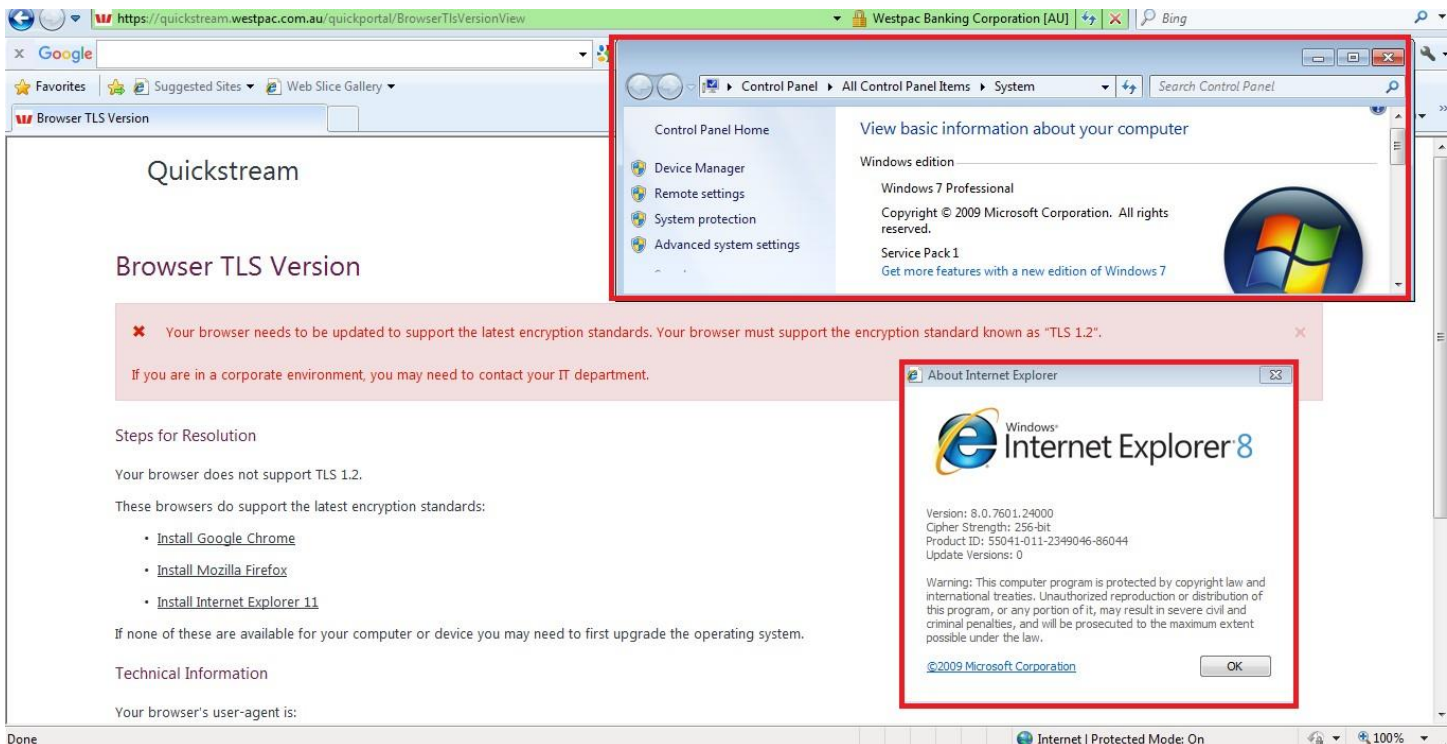 https://quickstream.westpac.com.au/quickportal/BrowserTlsVersionView
Westpac Banking Corporation [AU]
Bing
x Google
Favorites
Suggested Sites
Web Slice Gallery
Browser TLS Version
Control Panel
All Control Panel Items
System
Search Control Panel
Control Panel Home
Device Manager
Remote settings
System protection
Advanced system settings
View basic information about your computer
Windows edition
Windows 7 Professional
Copyright © 2009 Microsoft Corporation. All rights
reserved.
Service Pack 1
Get more features with a new edition of Windows 7
Quickstream
Browser TLS Version
Your browser needs to be updated to support the latest encryption standards. Your browser must support the encryption standard known as "TLS 1.2".
If you are in a corporate environment, you may need to contact your IT department.
Steps for Resolution
Your browser does not support TLS 1.2.
These browsers do support the latest encryption standards:
• Install Google Chrome
• Install Mozilla Firefox
• Install Internet Explorer 11
If none of these are available for your computer or device you may need to first upgrade the operating system.
Technical Information
Your browser's user-agent is:
About Internet Explorer
Windows
Internet Explorer 8
Version: 8.0.7601.24000
Cipher Strength: 256-bit
Product ID: 55041-011-2349046-86044
Update Versions: 0
Warning: This computer program is protected by copyright law and
international treaties. Unauthorized reproduction or distribution of
this program, or any portion of it, may result in severe civil and
criminal penalties, and will be prosecuted to the maximum extent
possible under the law.
©2009 Microsoft Corporation
OK
Done
Internet | Protected Mode: On
100%